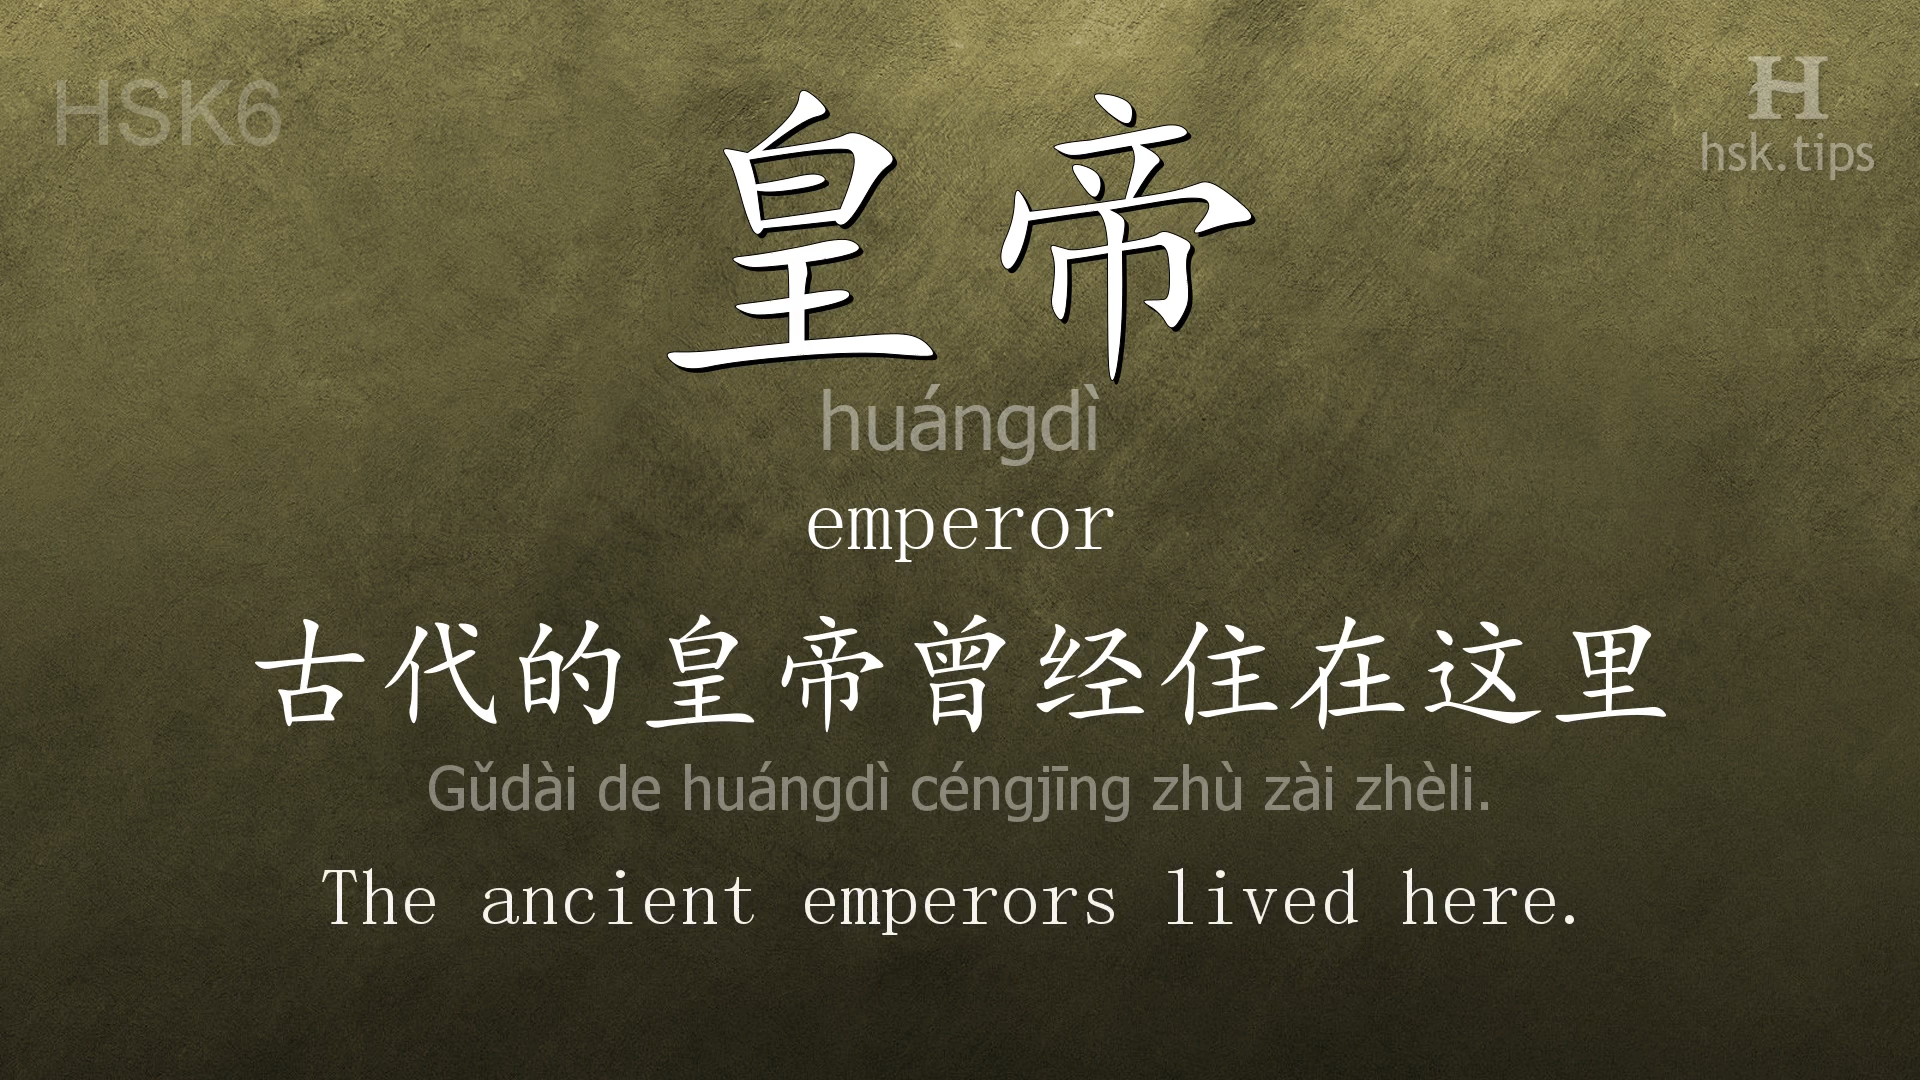 HSK6
H
hsk.tips
皇帝
huángdì
emperor
古代的皇帝曾经住在这里
Gǔdài de huángdì céngjīng zhù zài zhèli.
The ancient emperors lived here.